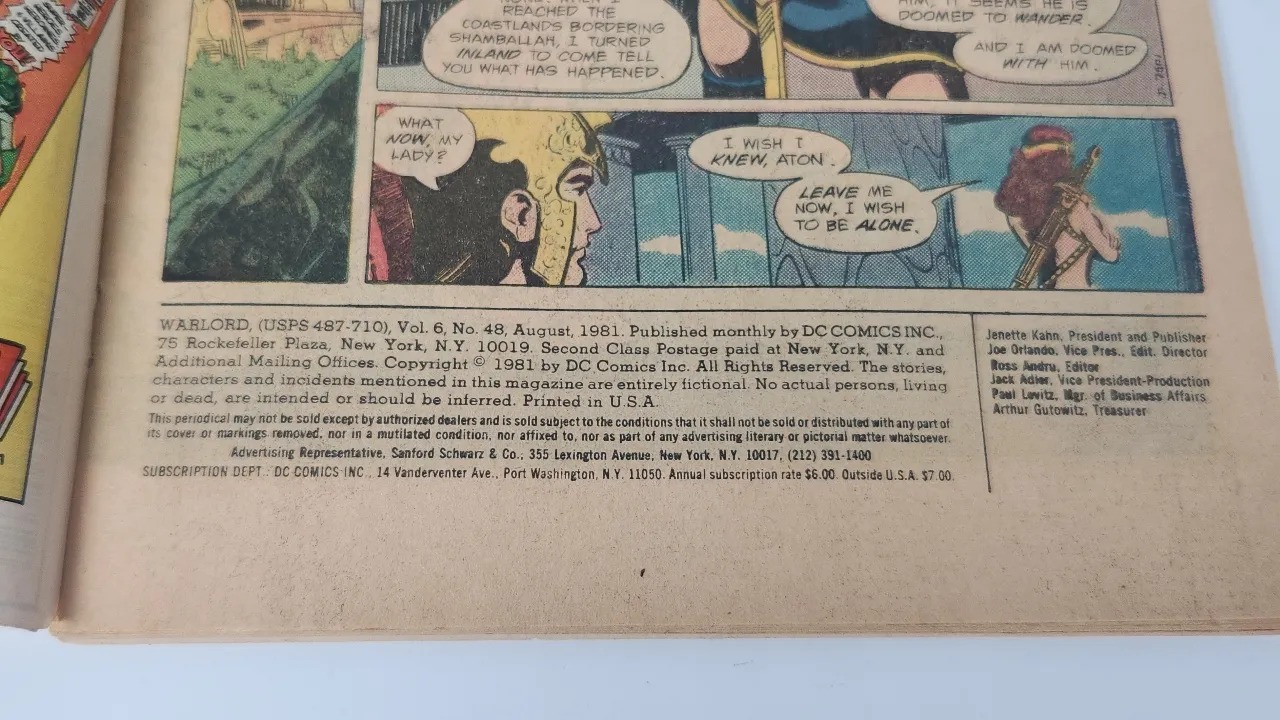 REACHED THE
COASTLANDS BORDERING
SHAMBALLAH, I TURNED
INLAND TO COME TELL
YOU WHAT HAS HAPPENED.
HIM, IT SEEMS HE IS
DOOMED TO WANDER.
AND I AM DOOMED
WITH HIM.
WHAT
NOW, MY
LADY?
I WISH I
KNEW, ATON.
LEAVE ME
NOW, I WISH
TO BE ALONE.
WARLORD, (USPS 487-710), Vol. 6, No. 48, August, 1981. Published monthly by DC COMICS INC.,
75 Rockefeller Plaza, New York, N.Y. 10019. Second Class Postage paid at New York, N.Y. and
Additional Mailing Offices. Copyright © 1981 by DC Comics Inc. All Rights Reserved. The stories,
characters and incidents mentioned in this magazine are entirely fictional. No actual persons, living
or dead, are intended or should be inferred. Printed in U.S.A.
This periodical may not be sold except by authorized dealers and is sold subject to the conditions that it shall not be sold or distributed with any part of
its cover or markings removed, nor in a mutilated condition, nor affixed to, nor as part of any advertising literary or pictorial matter whatsoever.
Advertising Representative, Sanford Schwarz & Co., 355 Lexington Avenue, New York, N.Y. 10017, (212) 391-1400
SUBSCRIPTION DEPT., DC COMICS INC., 14 Vanderventer Ave., Port Washington, N.Y. 11050. Annual subscription rate $6.00. Outside U.S.A. $7.00.
Jenette Kahn, President and Publisher
Joe Orlando, Vice Pres., Edit. Director
Ross Andru, Editor
Jack Adler, Vice President-Production
Paul Levitz, Mgr. of Business Affairs
Arthur Gutowitz, Treasurer